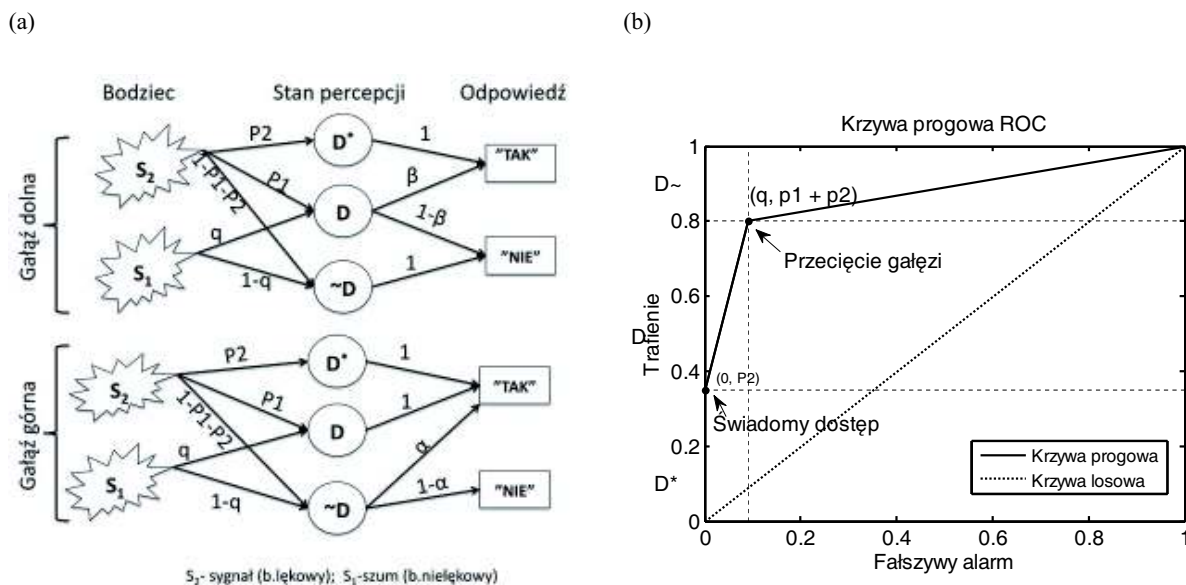 (a)
Bodziec Stan percepcji Odpowiedź
Gałąź dolna
S₂
P2
D*
1
"TAK"
1-P1-P2
P1
D
β
1-β
S₁
q
1-q
~D
1
"NIE"
Gałąź górna
S₂
P2
D*
1
"TAK"
1-P1-P2
P1
D
1
S₁
q
1-q
~D
α
1-α
"NIE"
S₂- sygnał (b.lękowy); S₁-szum (b.nielękowy)
(b)
Krzywa progowa ROC
1
D~
(q, p1 + p2)
0.8
Przecięcie gałęzi
0.6
D
Trafienie
0.4
(0, P2)
Świadomy dostęp
0.2
D*
Krzywa progowa
Krzywa losowa
0
0 0.2 0.4 0.6 0.8 1
Fałszywy alarm